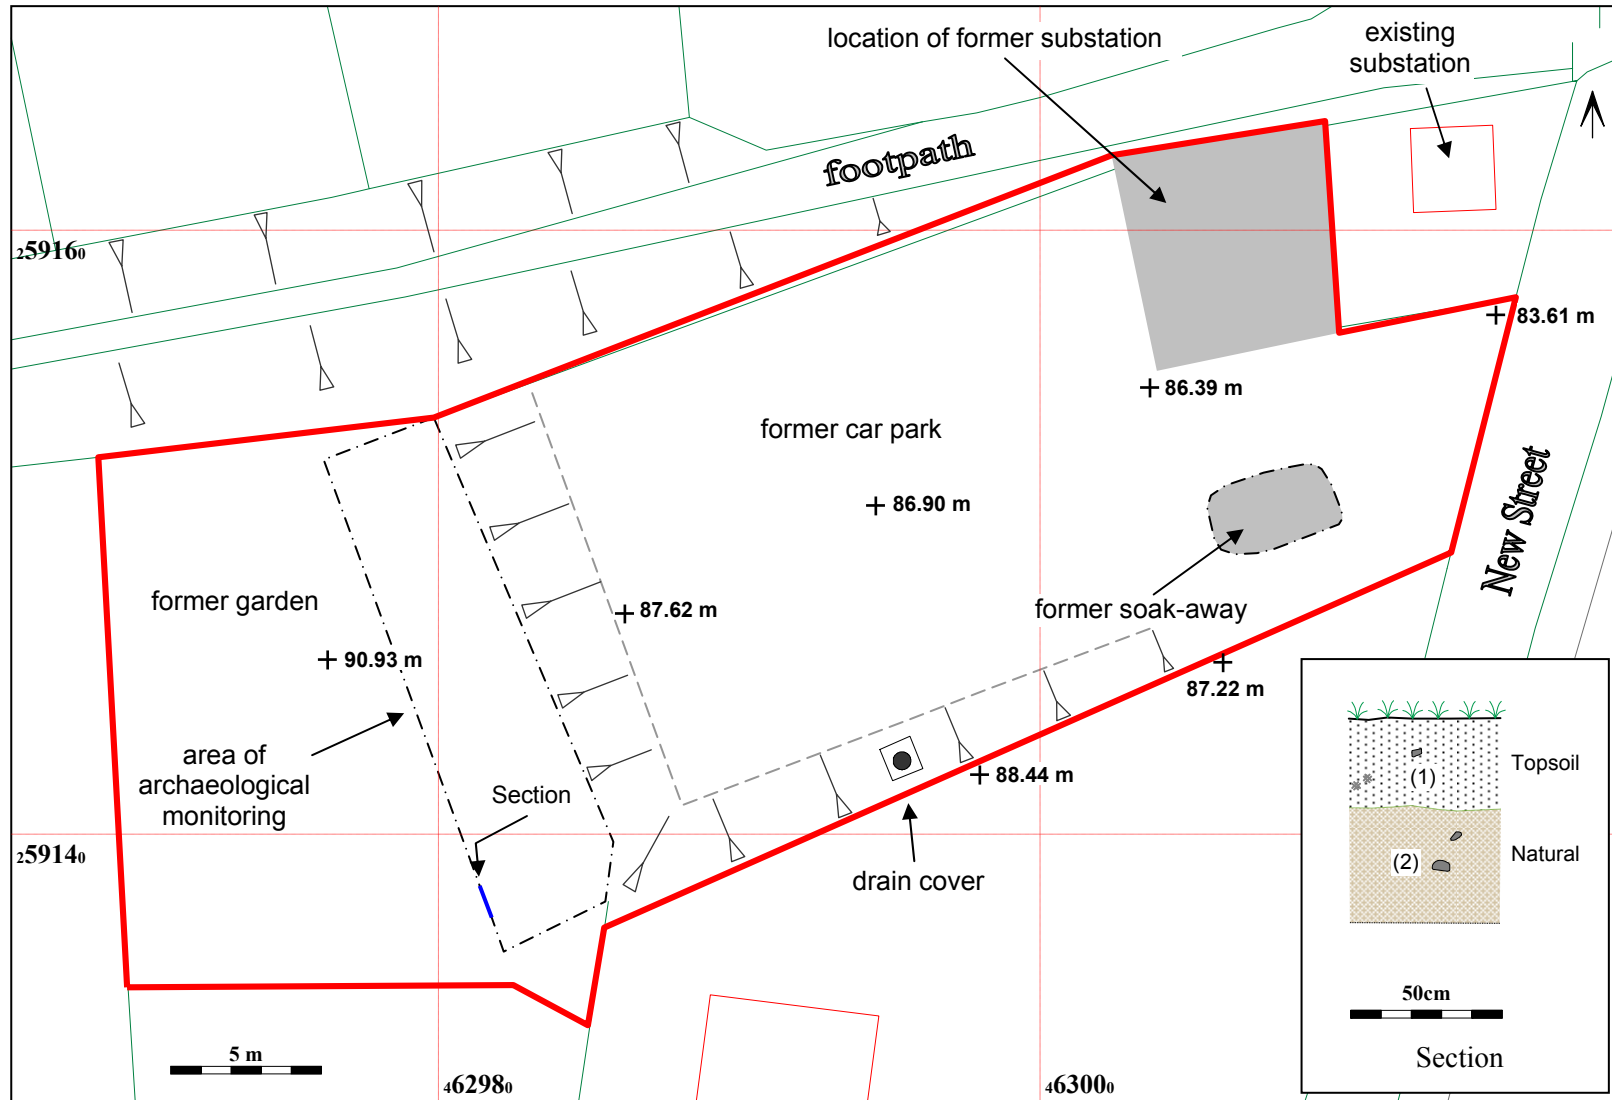 location of former substation
existing
substation
footpath
259160
83.61 m
86.39 m
former car park
86.90 m
New Street
former garden
87.62 m
former soak-away
90.93 m
87.22 m
area of
archaeological
monitoring
Section
88.44 m
drain cover
259140
5 m
462980
463000
(1)
Topsoil
(2)
Natural
50cm
Section